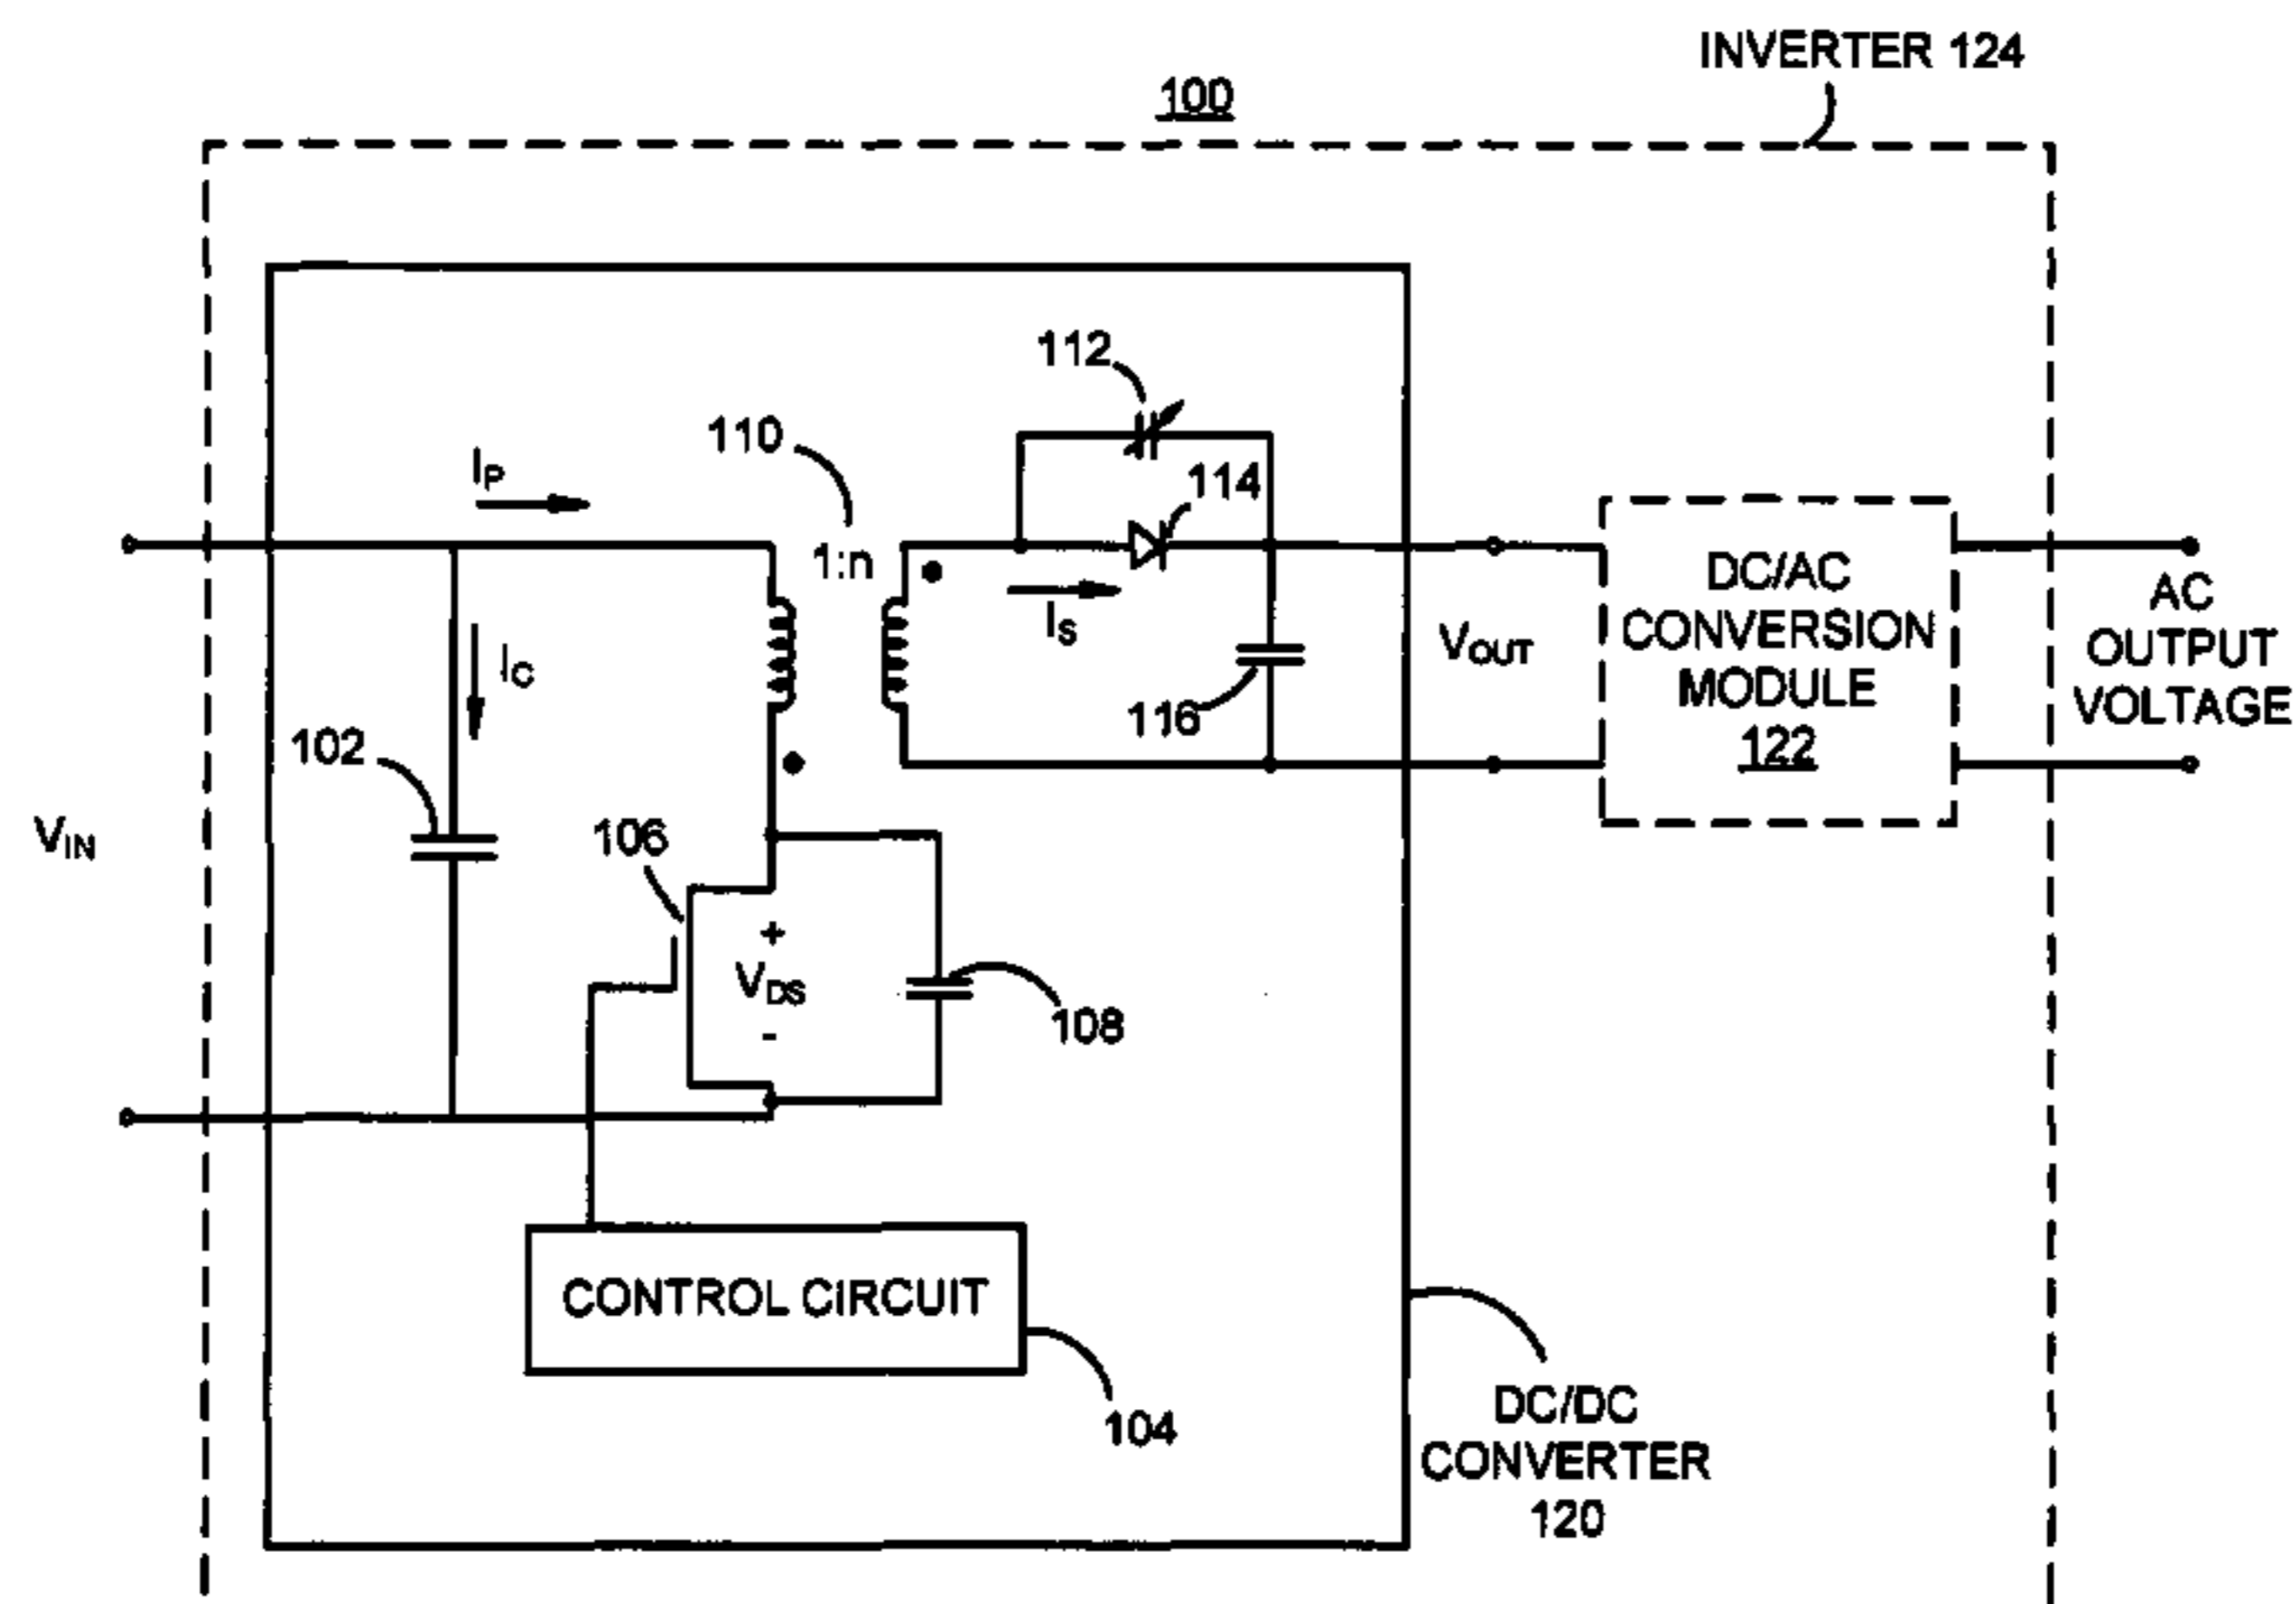 INVERTER 124
100
112
110
114
IP
1:n
IS
IC
VOUT
DC/AC
CONVERSION
MODULE
122
AC
OUTPUT
VOLTAGE
116
102
VIN
106
+
VDS
-
108
CONTROL CIRCUIT
104
DC/DC
CONVERTER
120